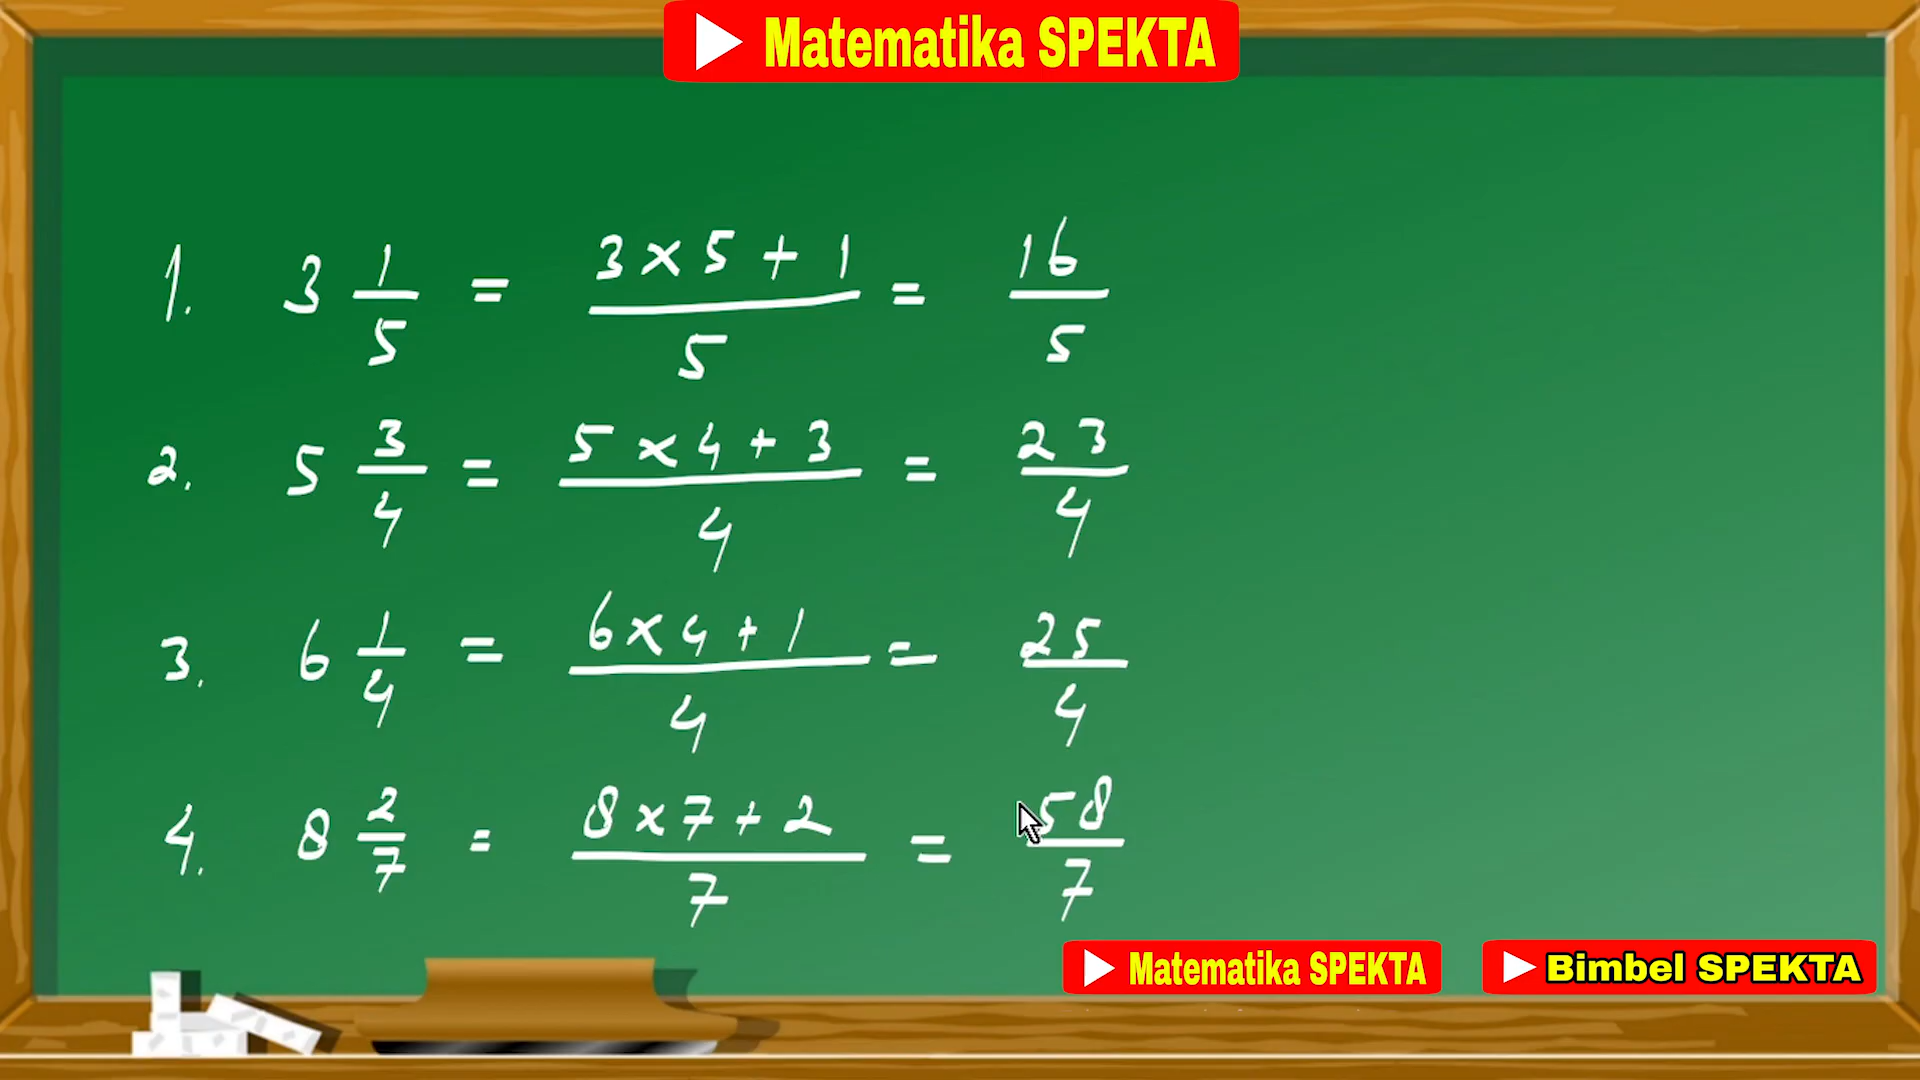 Matematika SPEKTA
1. 3 1/5 = (3 x 5 + 1)/5 = 16/5
2. 5 3/4 = (5 x 4 + 3)/4 = 23/4
3. 6 1/4 = (6 x 4 + 1)/4 = 25/4
4. 8 2/7 = (8 x 7 + 2)/7 = 58/7
Matematika SPEKTA
Bimbel SPEKTA